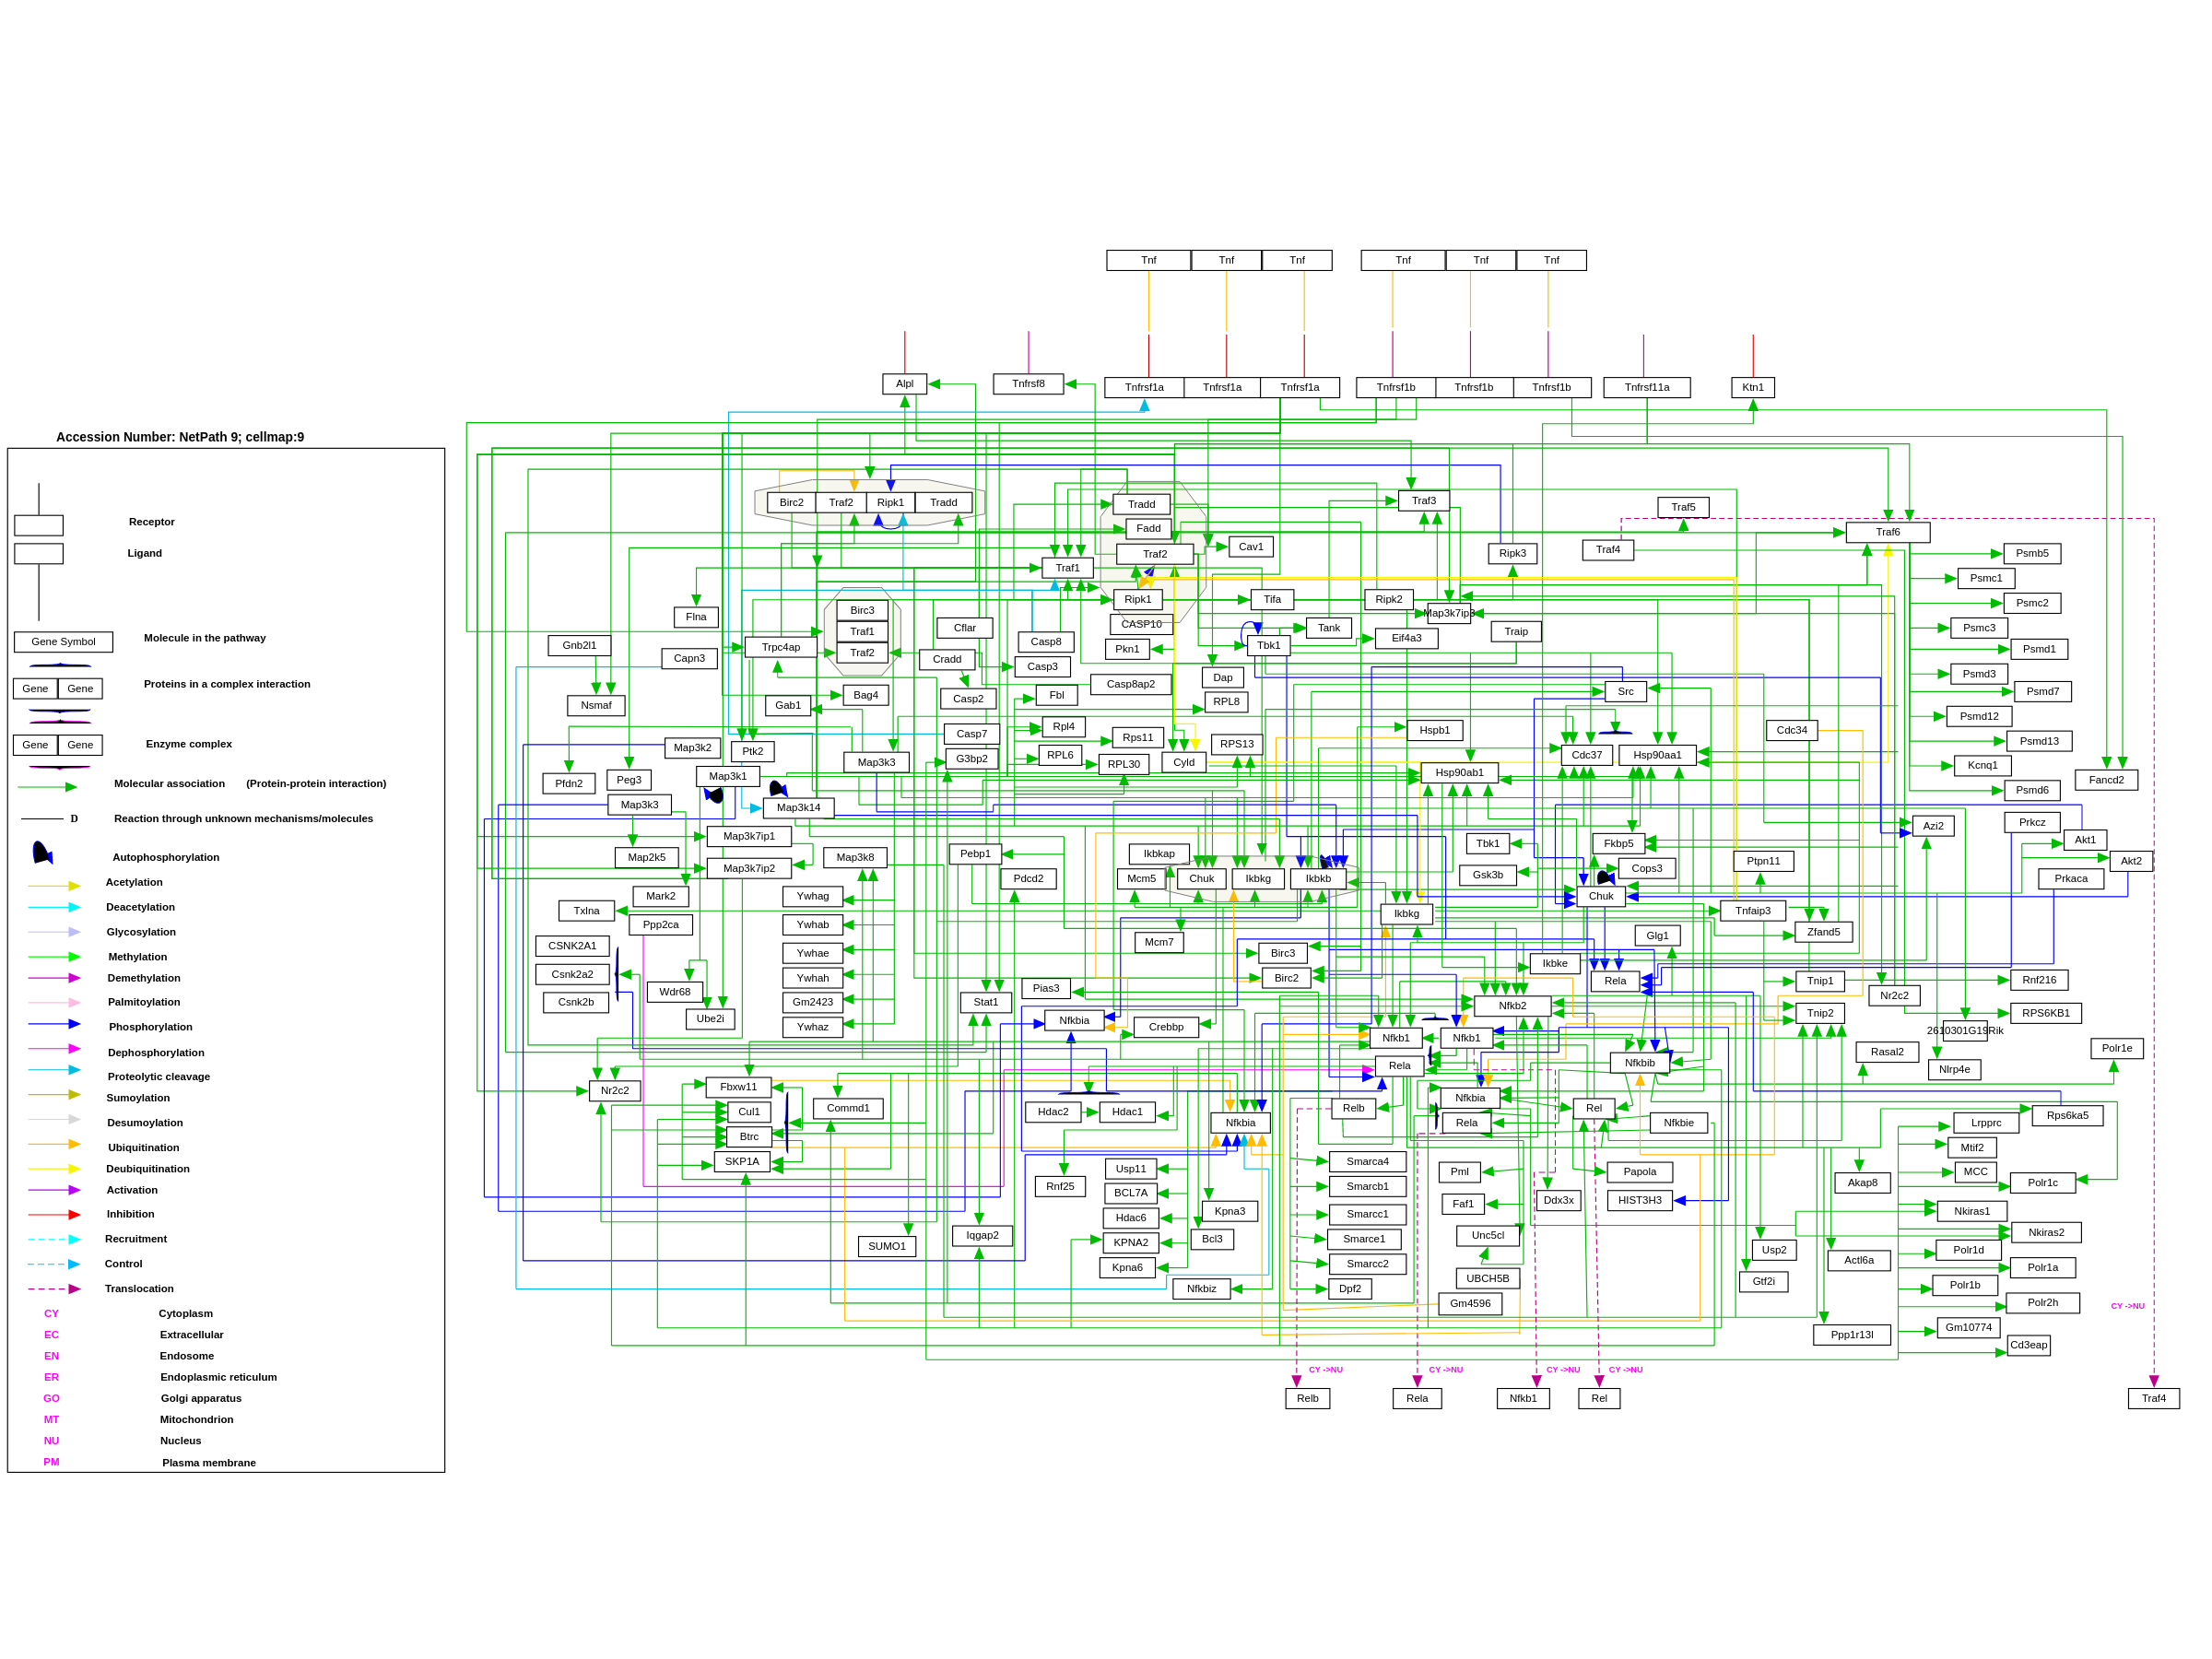 Tnf Tnf Tnf Tnf Tnf Tnf
Alpl Tnfrsf8 Tnfrsf1a Tnfrsf1a Tnfrsf1a Tnfrsf1b Tnfrsf1b Tnfrsf1b Tnfrsf11a Ktn1
Accession Number: NetPath 9; cellmap:9
Receptor
Ligand
Gene Symbol Molecule in the pathway
Gene Gene Proteins in a complex interaction
Gene Gene Enzyme complex
Molecular association (Protein-protein interaction)
D Reaction through unknown mechanisms/molecules
Autophosphorylation
Acetylation
Deacetylation
Glycosylation
Methylation
Demethylation
Palmitoylation
Phosphorylation
Dephosphorylation
Proteolytic cleavage
Sumoylation
Desumoylation
Ubiquitination
Deubiquitination
Activation
Inhibition
Recruitment
Control
Translocation
CY Cytoplasm
EC Extracellular
EN Endosome
ER Endoplasmic reticulum
GO Golgi apparatus
MT Mitochondrion
NU Nucleus
PM Plasma membrane
Birc2 Traf2 Ripk1 Tradd
Tradd
Traf3
Traf5
Fadd
Traf6
Traf2
Cav1
Ripk3
Traf4
Psmb5
Traf1
Psmc1
Ripk1
Tifa
Ripk2
Psmc2
Birc3
Map3k7ip3
Flna
CASP10
Cflar
Tank
Traip
Psmc3
Traf1
Gnb2l1
Trpc4ap
Casp8
Pkn1
Tbk1
Eif4a3
Psmd1
Traf2
Capn3
Cradd
Casp3
Psmd3
Casp8ap2
Dap
Src
Psmd7
Nsmaf
Gab1
Bag4
Casp2
Fbl
RPL8
Psmd12
Casp7
Rpl4
Hspb1
Cdc34
Map3k2
Ptk2
Rps11
RPS13
Psmd13
Map3k3
G3bp2
RPL6
RPL30
Cyld
Cdc37
Hsp90aa1
Kcnq1
Pfdn2
Peg3
Map3k1
Hsp90ab1
Fancd2
Map3k3
Map3k14
Psmd6
Map3k7ip1
Azi2
Prkcz
Map2k5
Map3k7ip2
Map3k8
Pebp1
Ikbkap
Tbk1
Fkbp5
Akt1
Ptpn11
Akt2
Cops3
Pdcd2
Mcm5
Chuk
Ikbkg
Ikbkb
Gsk3b
Prkaca
Mark2
Ywhag
Chuk
Txlna
Ppp2ca
Ywhab
Ikbkg
Tnfaip3
Zfand5
CSNK2A1
Ywhae
Mcm7
Birc3
Glg1
Csnk2a2
Wdr68
Ywhah
Birc2
Ikbke
Rela
Tnip1
Rnf216
Pias3
Nr2c2
Csnk2b
Gm2423
Stat1
Nfkb2
Ube2i
Ywhaz
Nfkbia
Crebbp
Tnip2
RPS6KB1
2610301G19Rik
Nfkb1
Nfkb1
Rasal2
Polr1e
Rela
Nfkbib
Nlrp4e
Nr2c2
Fbxw11
Nfkbia
Cul1
Commd1
Hdac2
Hdac1
Relb
Rel
Nfkbie
Rps6ka5
Nfkbia
Rela
Lrpprc
Btrc
Mtif2
SKP1A
Usp11
Smarca4
Pml
Papola
MCC
Rnf25
BCL7A
Smarcb1
Ddx3x
HIST3H3
Akap8
Polr1c
Kpna3
Faf1
Nkiras1
Hdac6
Smarcc1
Iqgap2
KPNA2
Bcl3
Smarce1
Unc5cl
Nkiras2
SUMO1
Usp2
Polr1d
Kpna6
Smarcc2
Actl6a
Polr1a
UBCH5B
Gtf2i
Polr1b
Nfkbiz
Dpf2
Gm4596
Polr2h
CY ->NU
Ppp1r13l
Gm10774
Cd3eap
CY ->NU CY ->NU CY ->NU CY ->NU
Relb Rela Nfkb1 Rel Traf4